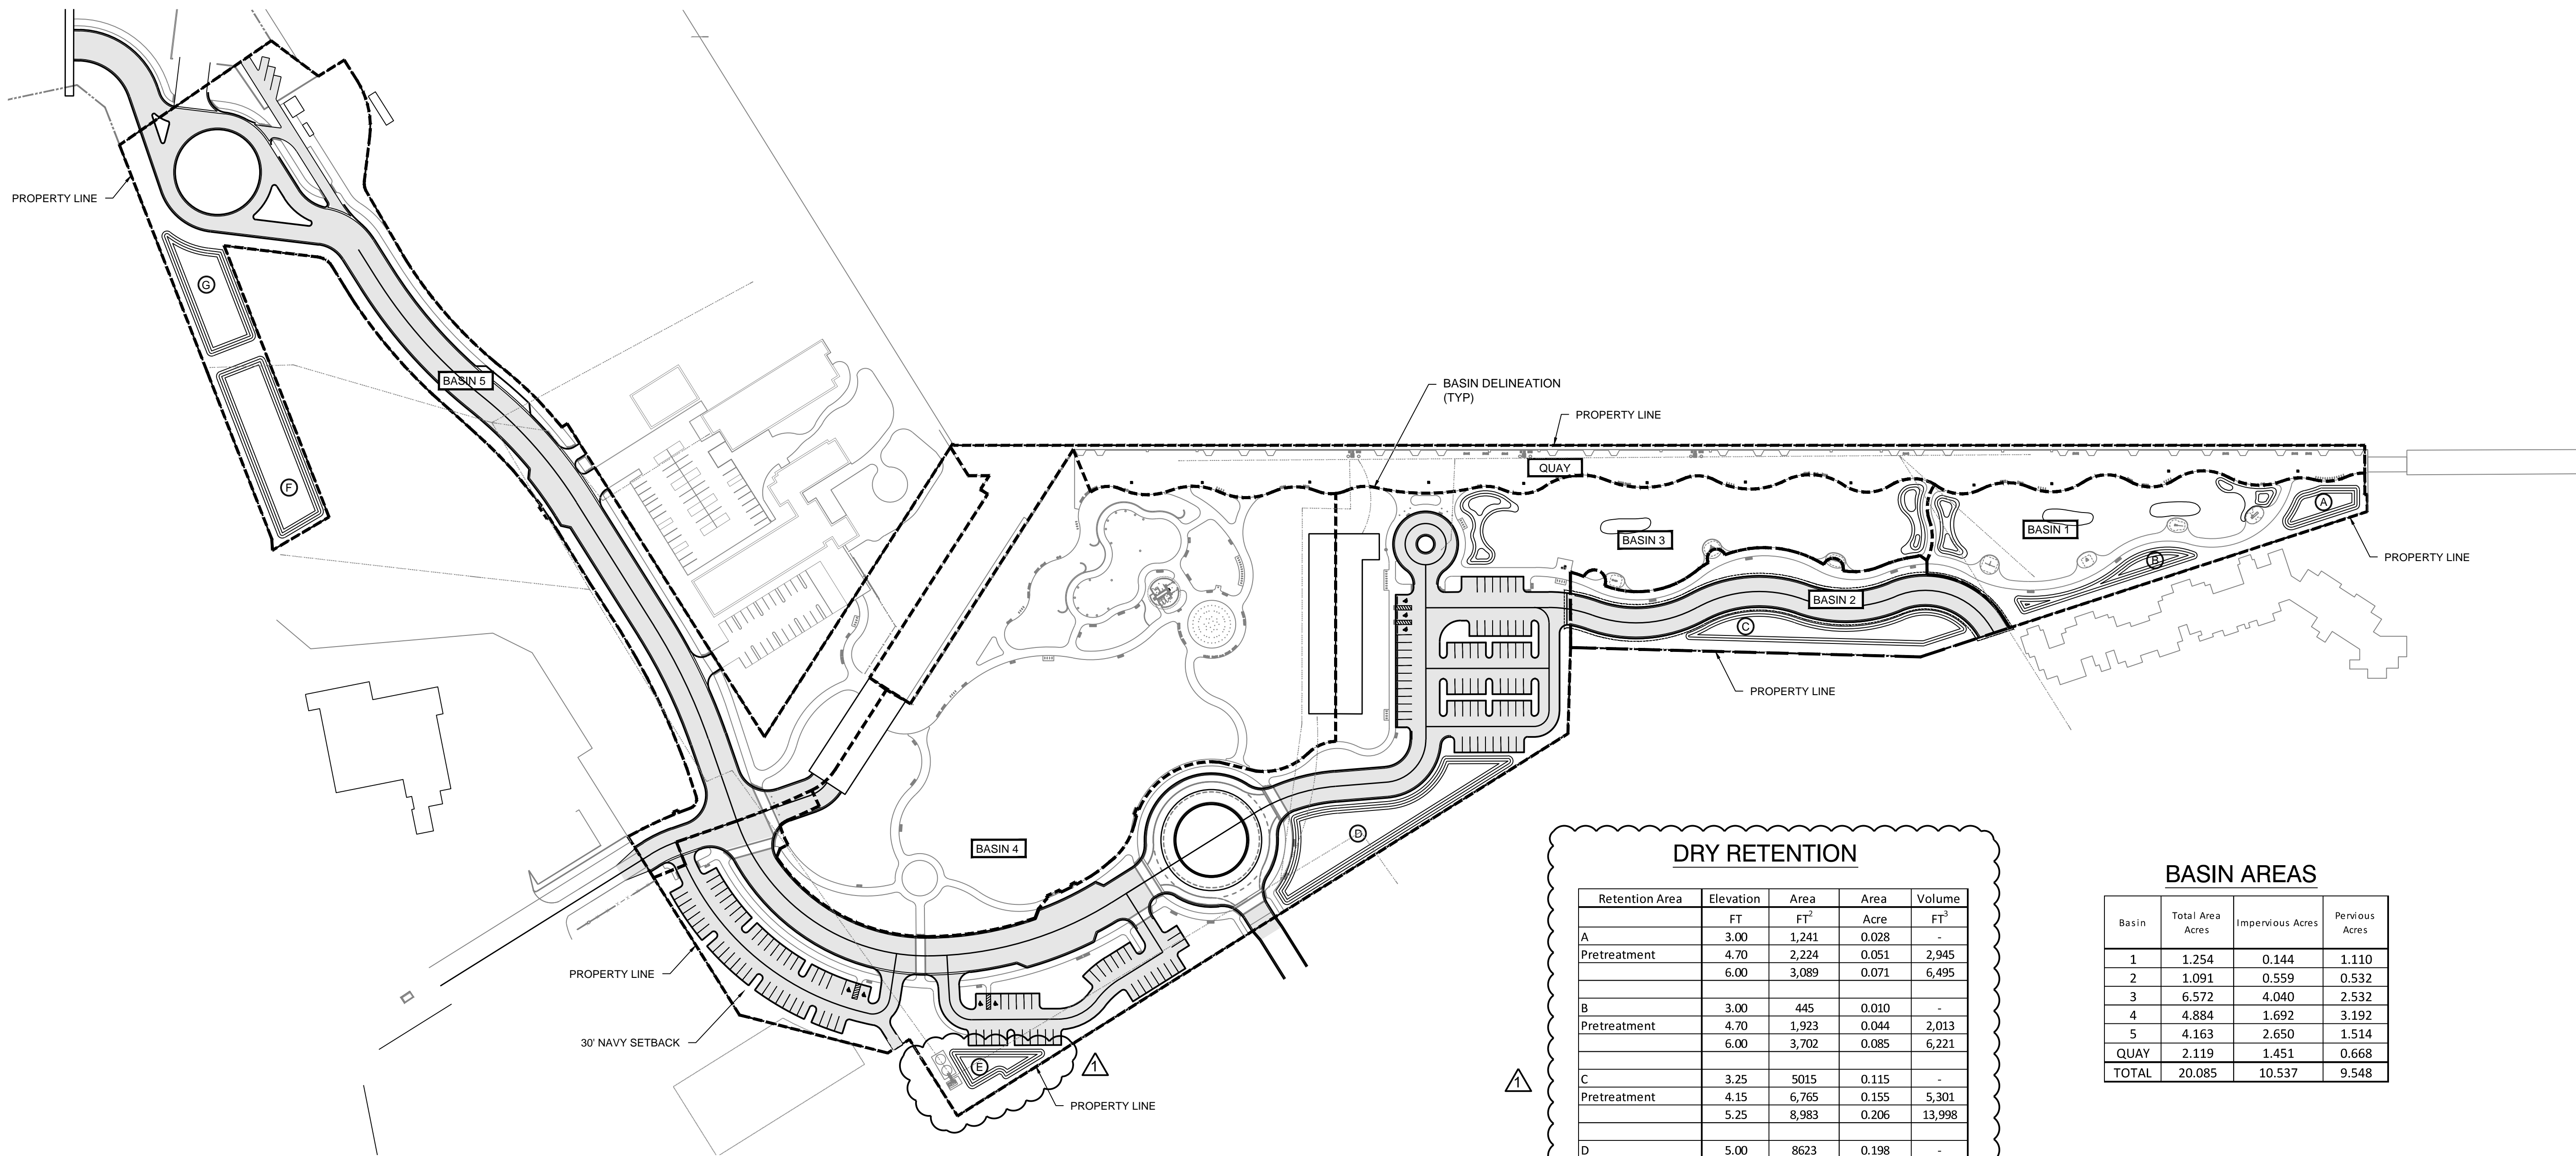 PROPERTY LINE
G
F
BASIN 5
BASIN DELINEATION
(TYP)
PROPERTY LINE
QUAY
BASIN 3
BASIN 1
A
B
PROPERTY LINE
BASIN 2
C
PROPERTY LINE
D
BASIN 4
PROPERTY LINE
30' NAVY SETBACK
E
1
PROPERTY LINE
1
DRY RETENTION
Retention Area Elevation Area Area Volume
FT FT² Acre FT³
A 3.00 1,241 0.028 -
Pretreatment 4.70 2,224 0.051 2,945
6.00 3,089 0.071 6,495
B 3.00 445 0.010 -
Pretreatment 4.70 1,923 0.044 2,013
6.00 3,702 0.085 6,221
C 3.25 5015 0.115 -
Pretreatment 4.15 6,765 0.155 5,301
5.25 8,983 0.206 13,998
D 5.00 8623 0.198 -
BASIN AREAS
Basin Total Area Acres Impervious Acres Pervious Acres
1 1.254 0.144 1.110
2 1.091 0.559 0.532
3 6.572 4.040 2.532
4 4.884 1.692 3.192
5 4.163 2.650 1.514
QUAY 2.119 1.451 0.668
TOTAL 20.085 10.537 9.548